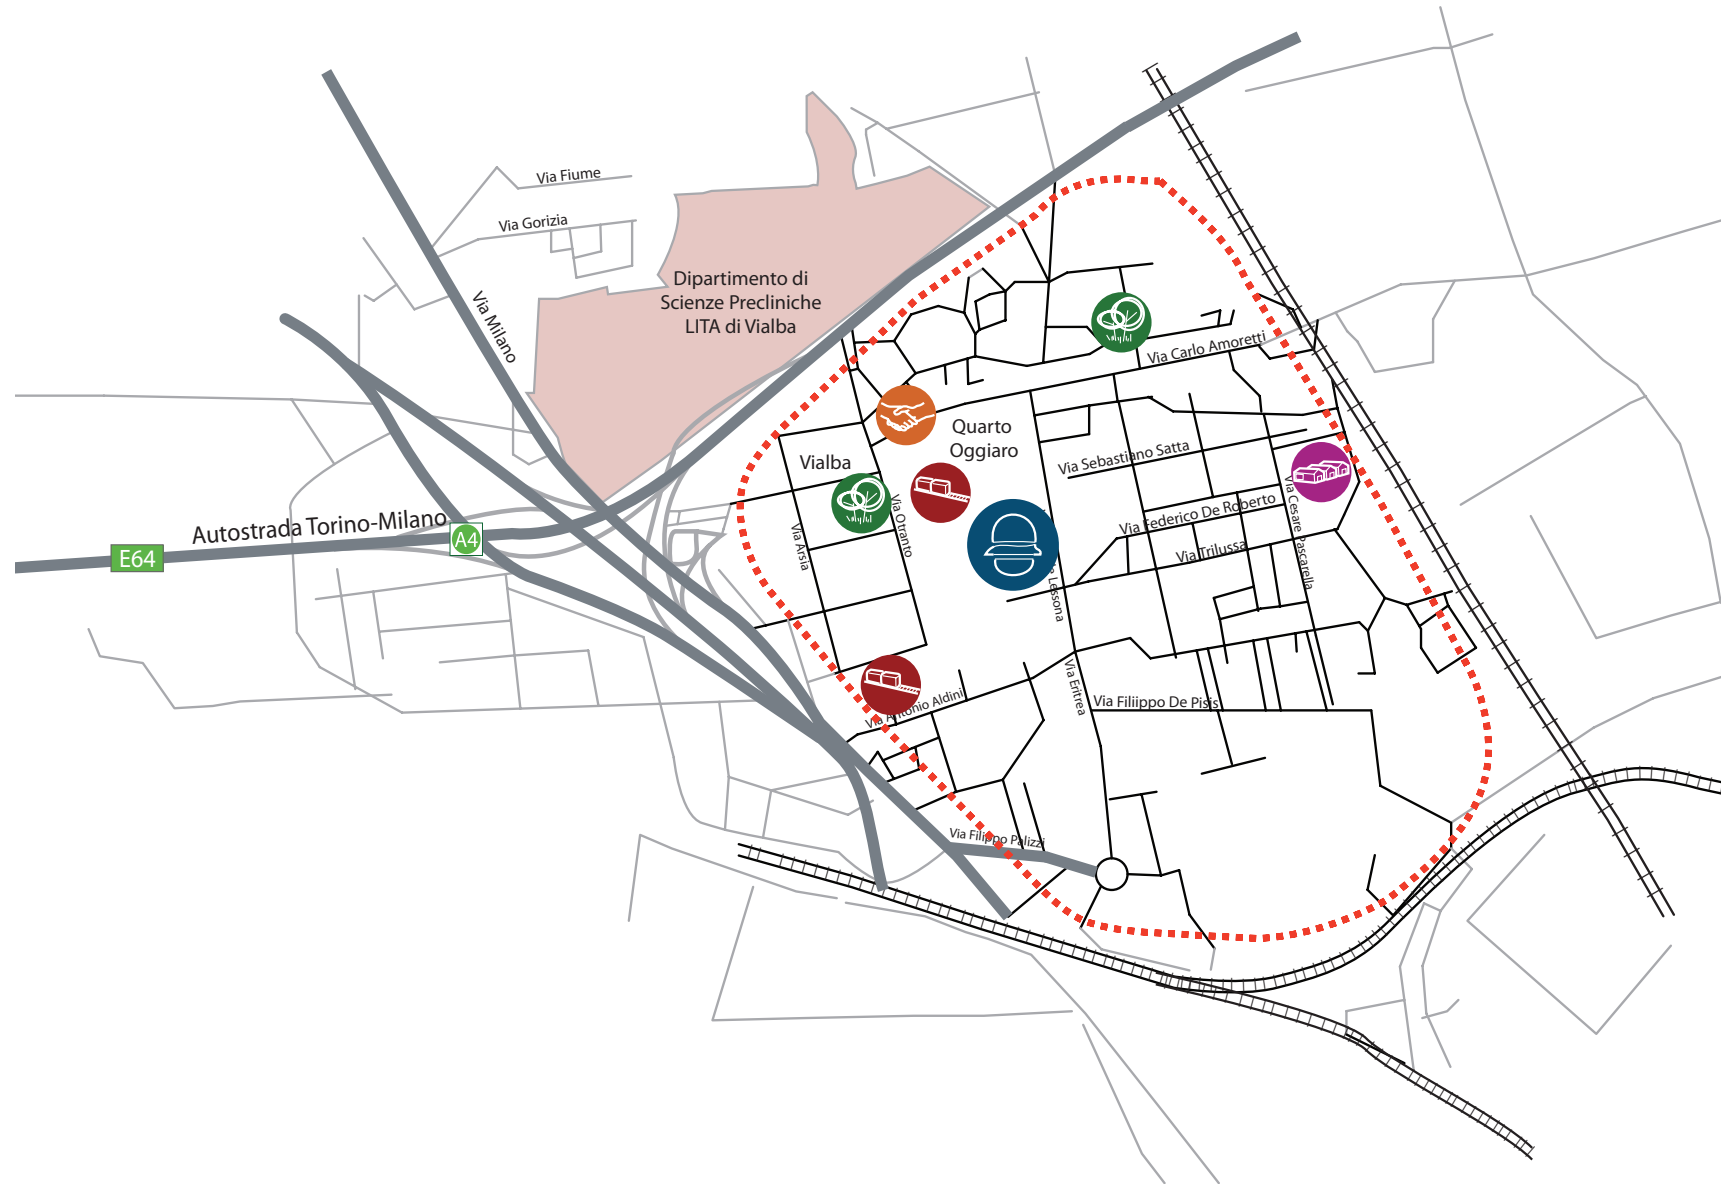 Via Fiume
Via Gorizia
Via Milano
Dipartimento di
Scienze Precliniche
LITA di Vialba
Via Carlo Amoretti
Quarto
Oggiaro
Via Sebastiano Satta
Vialba
Via Otranto
Via Arsia
Via Federico De Roberto
Via Cesare Pascarella
Via Trilussa
Autostrada Torino-Milano
A4
E64
Lessona
Via Eritrea
Via Antonio Aldini
Via Filiippo De Pisis
Via Filippo Palizzi